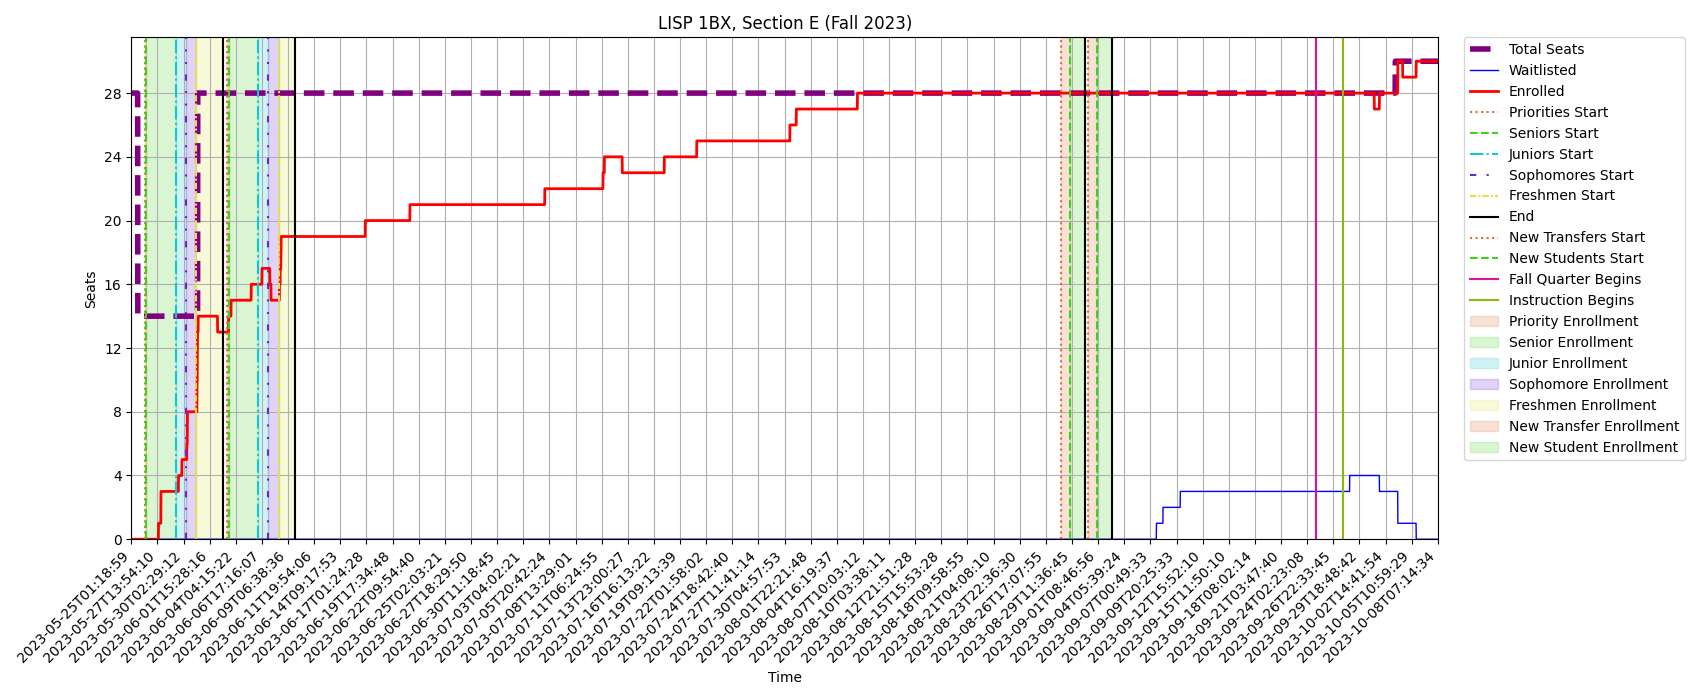 LISP 1BX, Section E (Fall 2023)
Seats
28
24
20
16
12
8
4
0
2023-05-25T01:18:59
2023-05-27T13:54:10
2023-05-30T02:29:12
2023-06-01T15:28:16
2023-06-04T04:15:22
2023-06-06T17:16:07
2023-06-09T06:38:36
2023-06-11T19:54:06
2023-06-14T09:17:53
2023-06-17T01:24:28
2023-06-19T17:34:48
2023-06-22T09:54:40
2023-06-25T02:03:21
2023-06-27T18:29:50
2023-06-30T11:18:45
2023-07-03T04:02:21
2023-07-05T20:42:24
2023-07-08T13:29:01
2023-07-11T06:24:55
2023-07-13T23:00:27
2023-07-16T16:13:22
2023-07-19T09:13:39
2023-07-22T01:58:02
2023-07-24T18:42:40
2023-07-27T11:41:14
2023-07-30T04:57:53
2023-08-01T22:21:48
2023-08-04T16:19:37
2023-08-07T10:03:12
2023-08-10T03:38:11
2023-08-12T21:51:28
2023-08-15T15:53:28
2023-08-18T09:58:55
2023-08-21T04:08:10
2023-08-23T22:36:30
2023-08-26T17:07:55
2023-08-29T11:36:45
2023-09-01T08:46:56
2023-09-04T05:39:24
2023-09-07T00:49:33
2023-09-09T20:25:33
2023-09-12T15:52:10
2023-09-15T11:50:10
2023-09-18T08:02:14
2023-09-21T03:47:40
2023-09-24T02:23:08
2023-09-26T22:33:45
2023-09-29T18:48:42
2023-10-02T14:41:54
2023-10-05T10:59:29
2023-10-08T07:14:34
Time
Total Seats
Waitlisted
Enrolled
Priorities Start
Seniors Start
Juniors Start
Sophomores Start
Freshmen Start
End
New Transfers Start
New Students Start
Fall Quarter Begins
Instruction Begins
Priority Enrollment
Senior Enrollment
Junior Enrollment
Sophomore Enrollment
Freshmen Enrollment
New Transfer Enrollment
New Student Enrollment